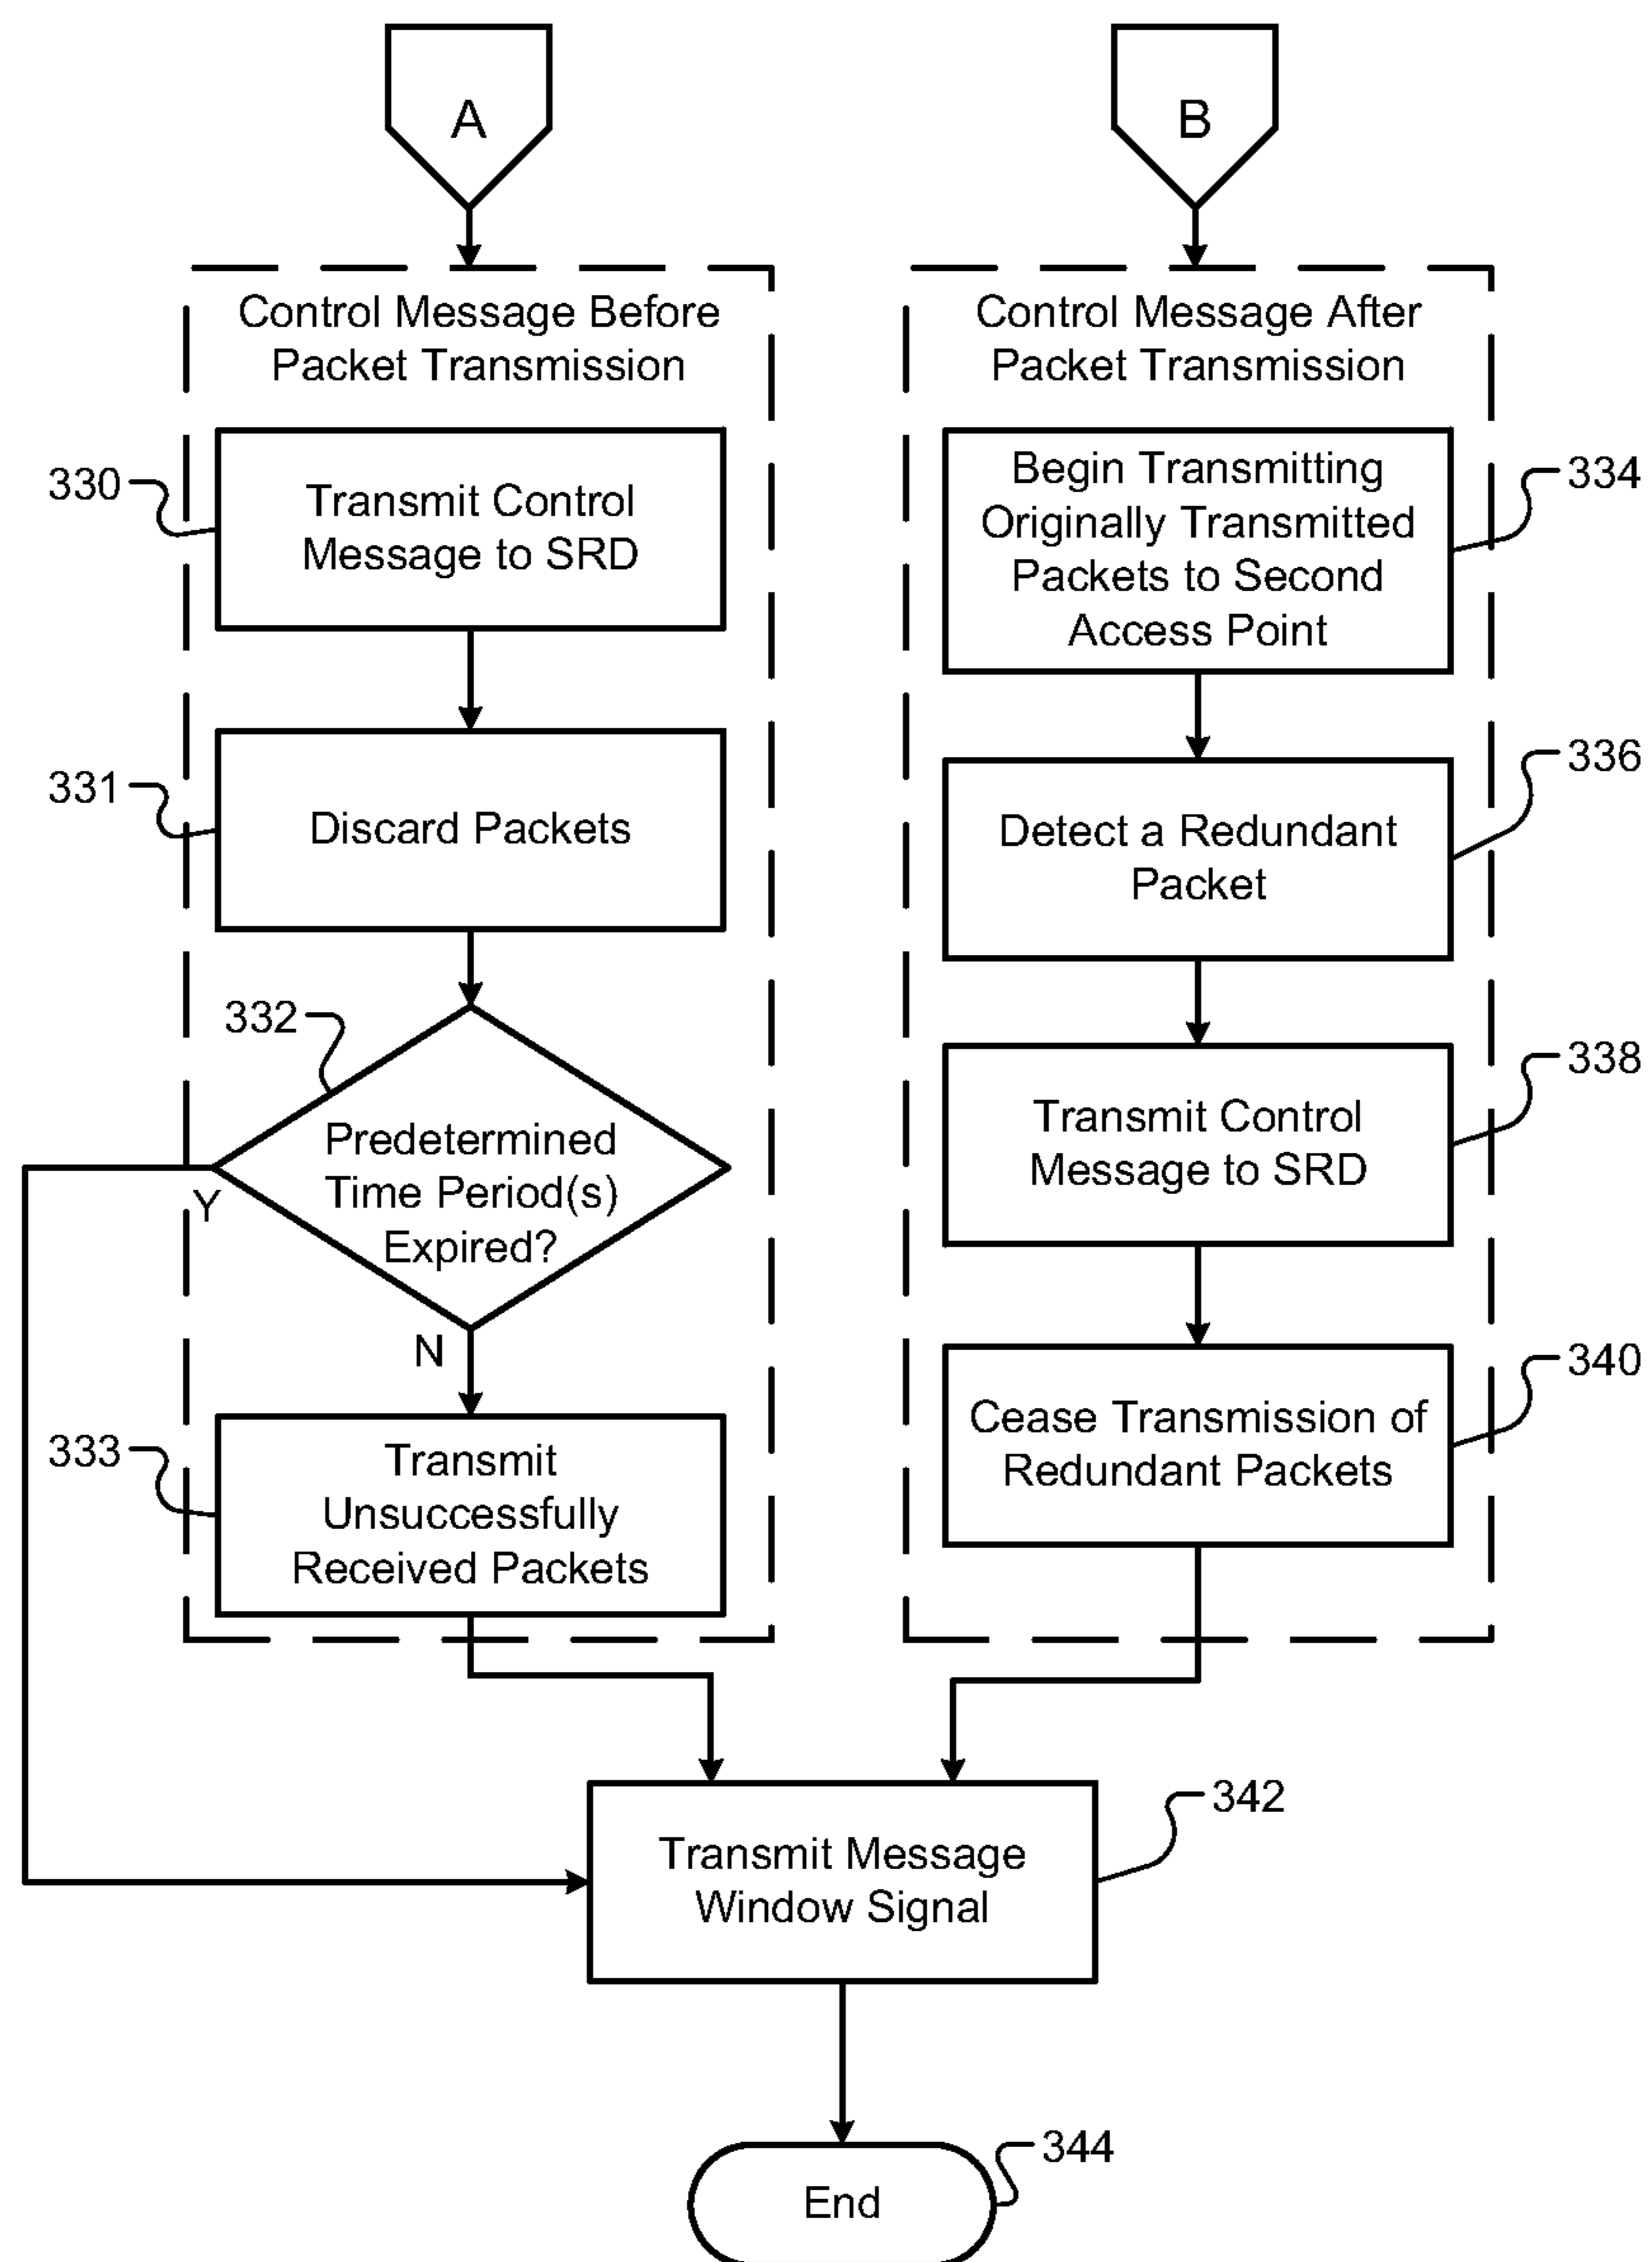 A
Control Message Before
Packet Transmission
330
Transmit Control
Message to SRD
331
Discard Packets
332
Predetermined
Time Period(s)
Expired?
Y
N
333
Transmit
Unsuccessfully
Received Packets
B
Control Message After
Packet Transmission
Begin Transmitting
Originally Transmitted
Packets to Second
Access Point
334
Detect a Redundant
Packet
336
Transmit Control
Message to SRD
338
Cease Transmission of
Redundant Packets
340
Transmit Message
Window Signal
342
End
344